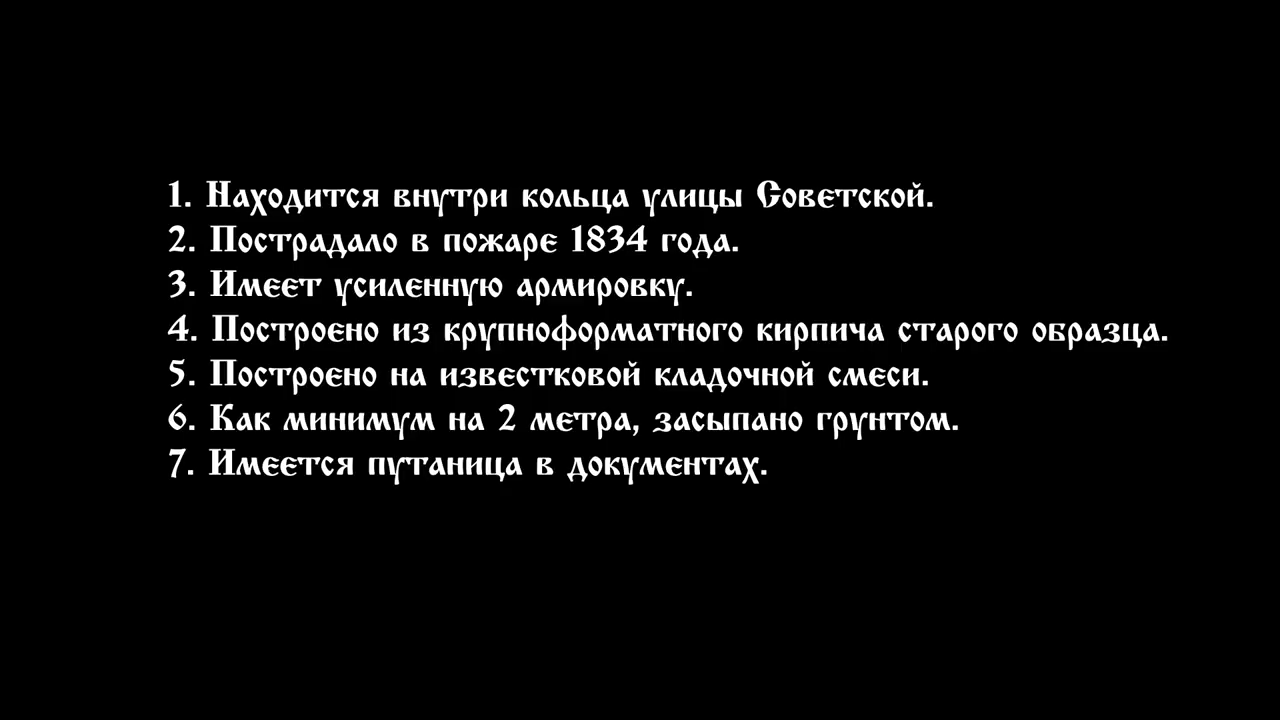 1. Находится внутри кольца улицы Советской.
2. Пострадало в пожаре 1834 года.
3. Имеет усиленную армировку.
4. Построено из крупноформатного кирпича старого образца.
5. Построено на известковой кладочной смеси.
6. Как минимум на 2 метра, засыпано грунтом.
7. Имеется путаница в документах.